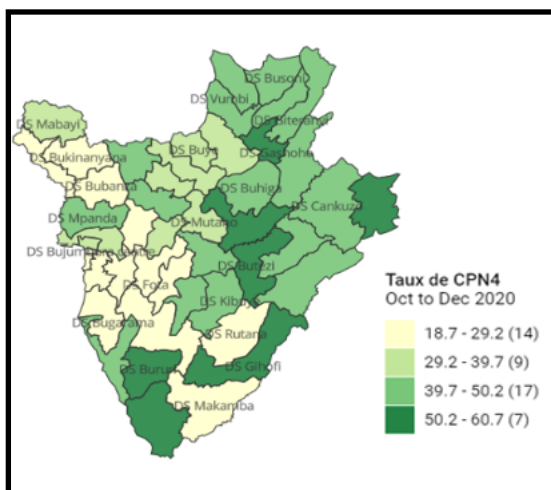 DS Busoni
DS Vumbi
DS Mabayi
DS Buye
DS Gashoho
DS Bukinanyana
DS Bubanza
DS Buhiga
DS Cankuzo
DS Mpanda
DS Mutaho
DS Butezi
DS Fota
DS Kibuye
DS Bugarama
DS Rutana
DS Bururi
DS Gihofi
DS Makamba
Taux de CPN4
Oct to Dec 2020
18.7 - 29.2 (14)
29.2 - 39.7 (9)
39.7 - 50.2 (17)
50.2 - 60.7 (7)